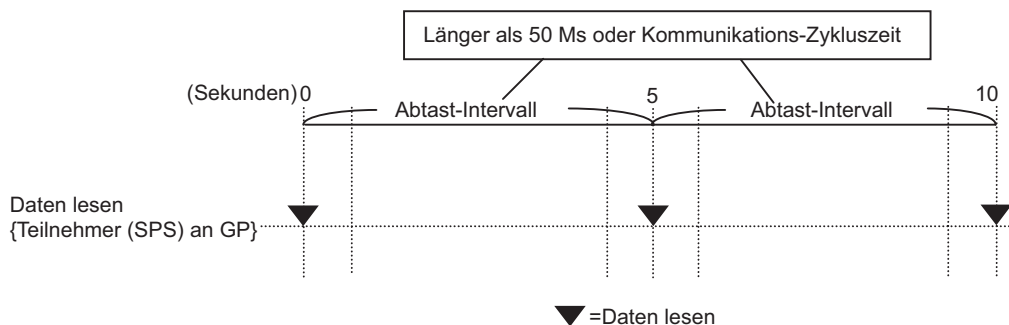 Länger als 50 Ms oder Kommunikations-Zykluszeit
(Sekunden) 0 5 10
Abtast-Intervall Abtast-Intervall
Daten lesen
{Teilnehmer (SPS) an GP}
=Daten lesen